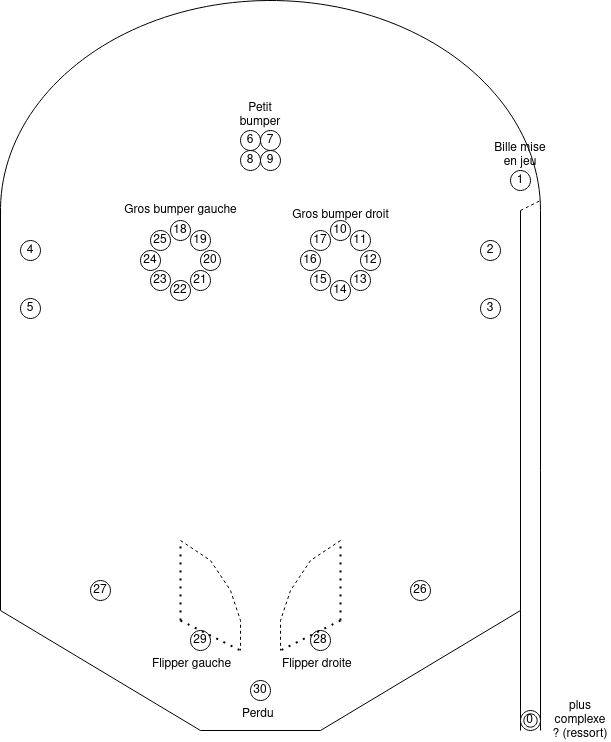 Petit
bumper
6 7
8 9
Bille mise
en jeu
1
Gros bumper gauche
Gros bumper droit
18
25 19
24 20
23 21
22
10
17 11
16 12
15 13
14
4
2
5
3
27
26
29
28
Flipper gauche
Flipper droite
30
Perdu
0
plus
complexe
? (ressort)